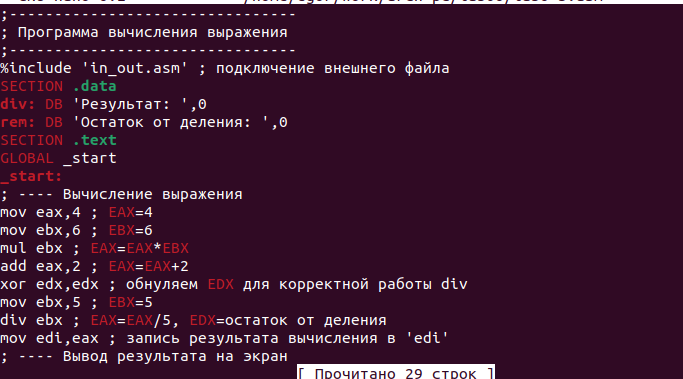 ;--------------------------------
; Программа вычисления выражения
;--------------------------------
%include 'in_out.asm' ; подключение внешнего файла
SECTION .data
div: DB 'Результат: ',0
rem: DB 'Остаток от деления: ',0
SECTION .text
GLOBAL _start
_start:
; ---- Вычисление выражения
mov eax,4 ; EAX=4
mov ebx,6 ; EBX=6
mul ebx ; EAX=EAX*EBX
add eax,2 ; EAX=EAX+2
xor edx,edx ; обнуляем EDX для корректной работы div
mov ebx,5 ; EBX=5
div ebx ; EAX=EAX/5, EDX=остаток от деления
mov edi,eax ; запись результата вычисления в 'edi'
; ---- Вывод результата на экран
[ Прочитано 29 строк ]